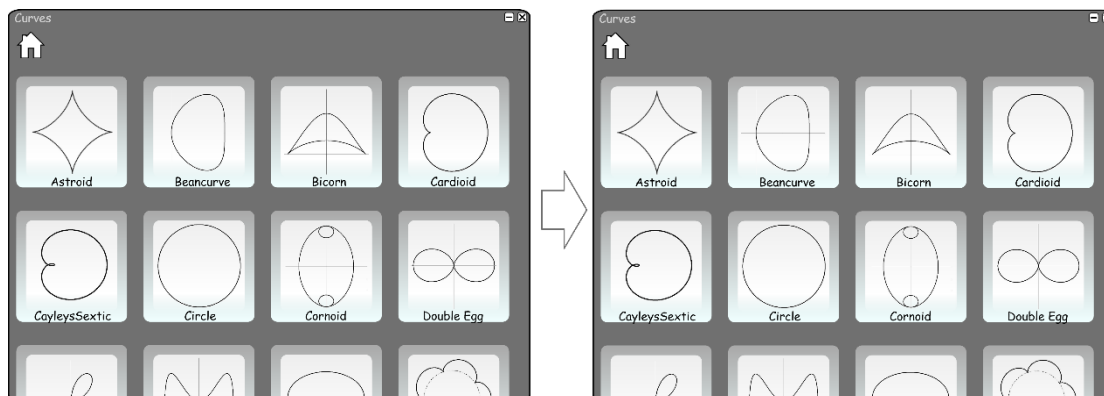 Curves
Astroid Beancurve Bicorn Cardioid
CayleysSextic Circle Cornoid Double Egg
Curves
Astroid Beancurve Bicorn Cardioid
CayleysSextic Circle Cornoid Double Egg